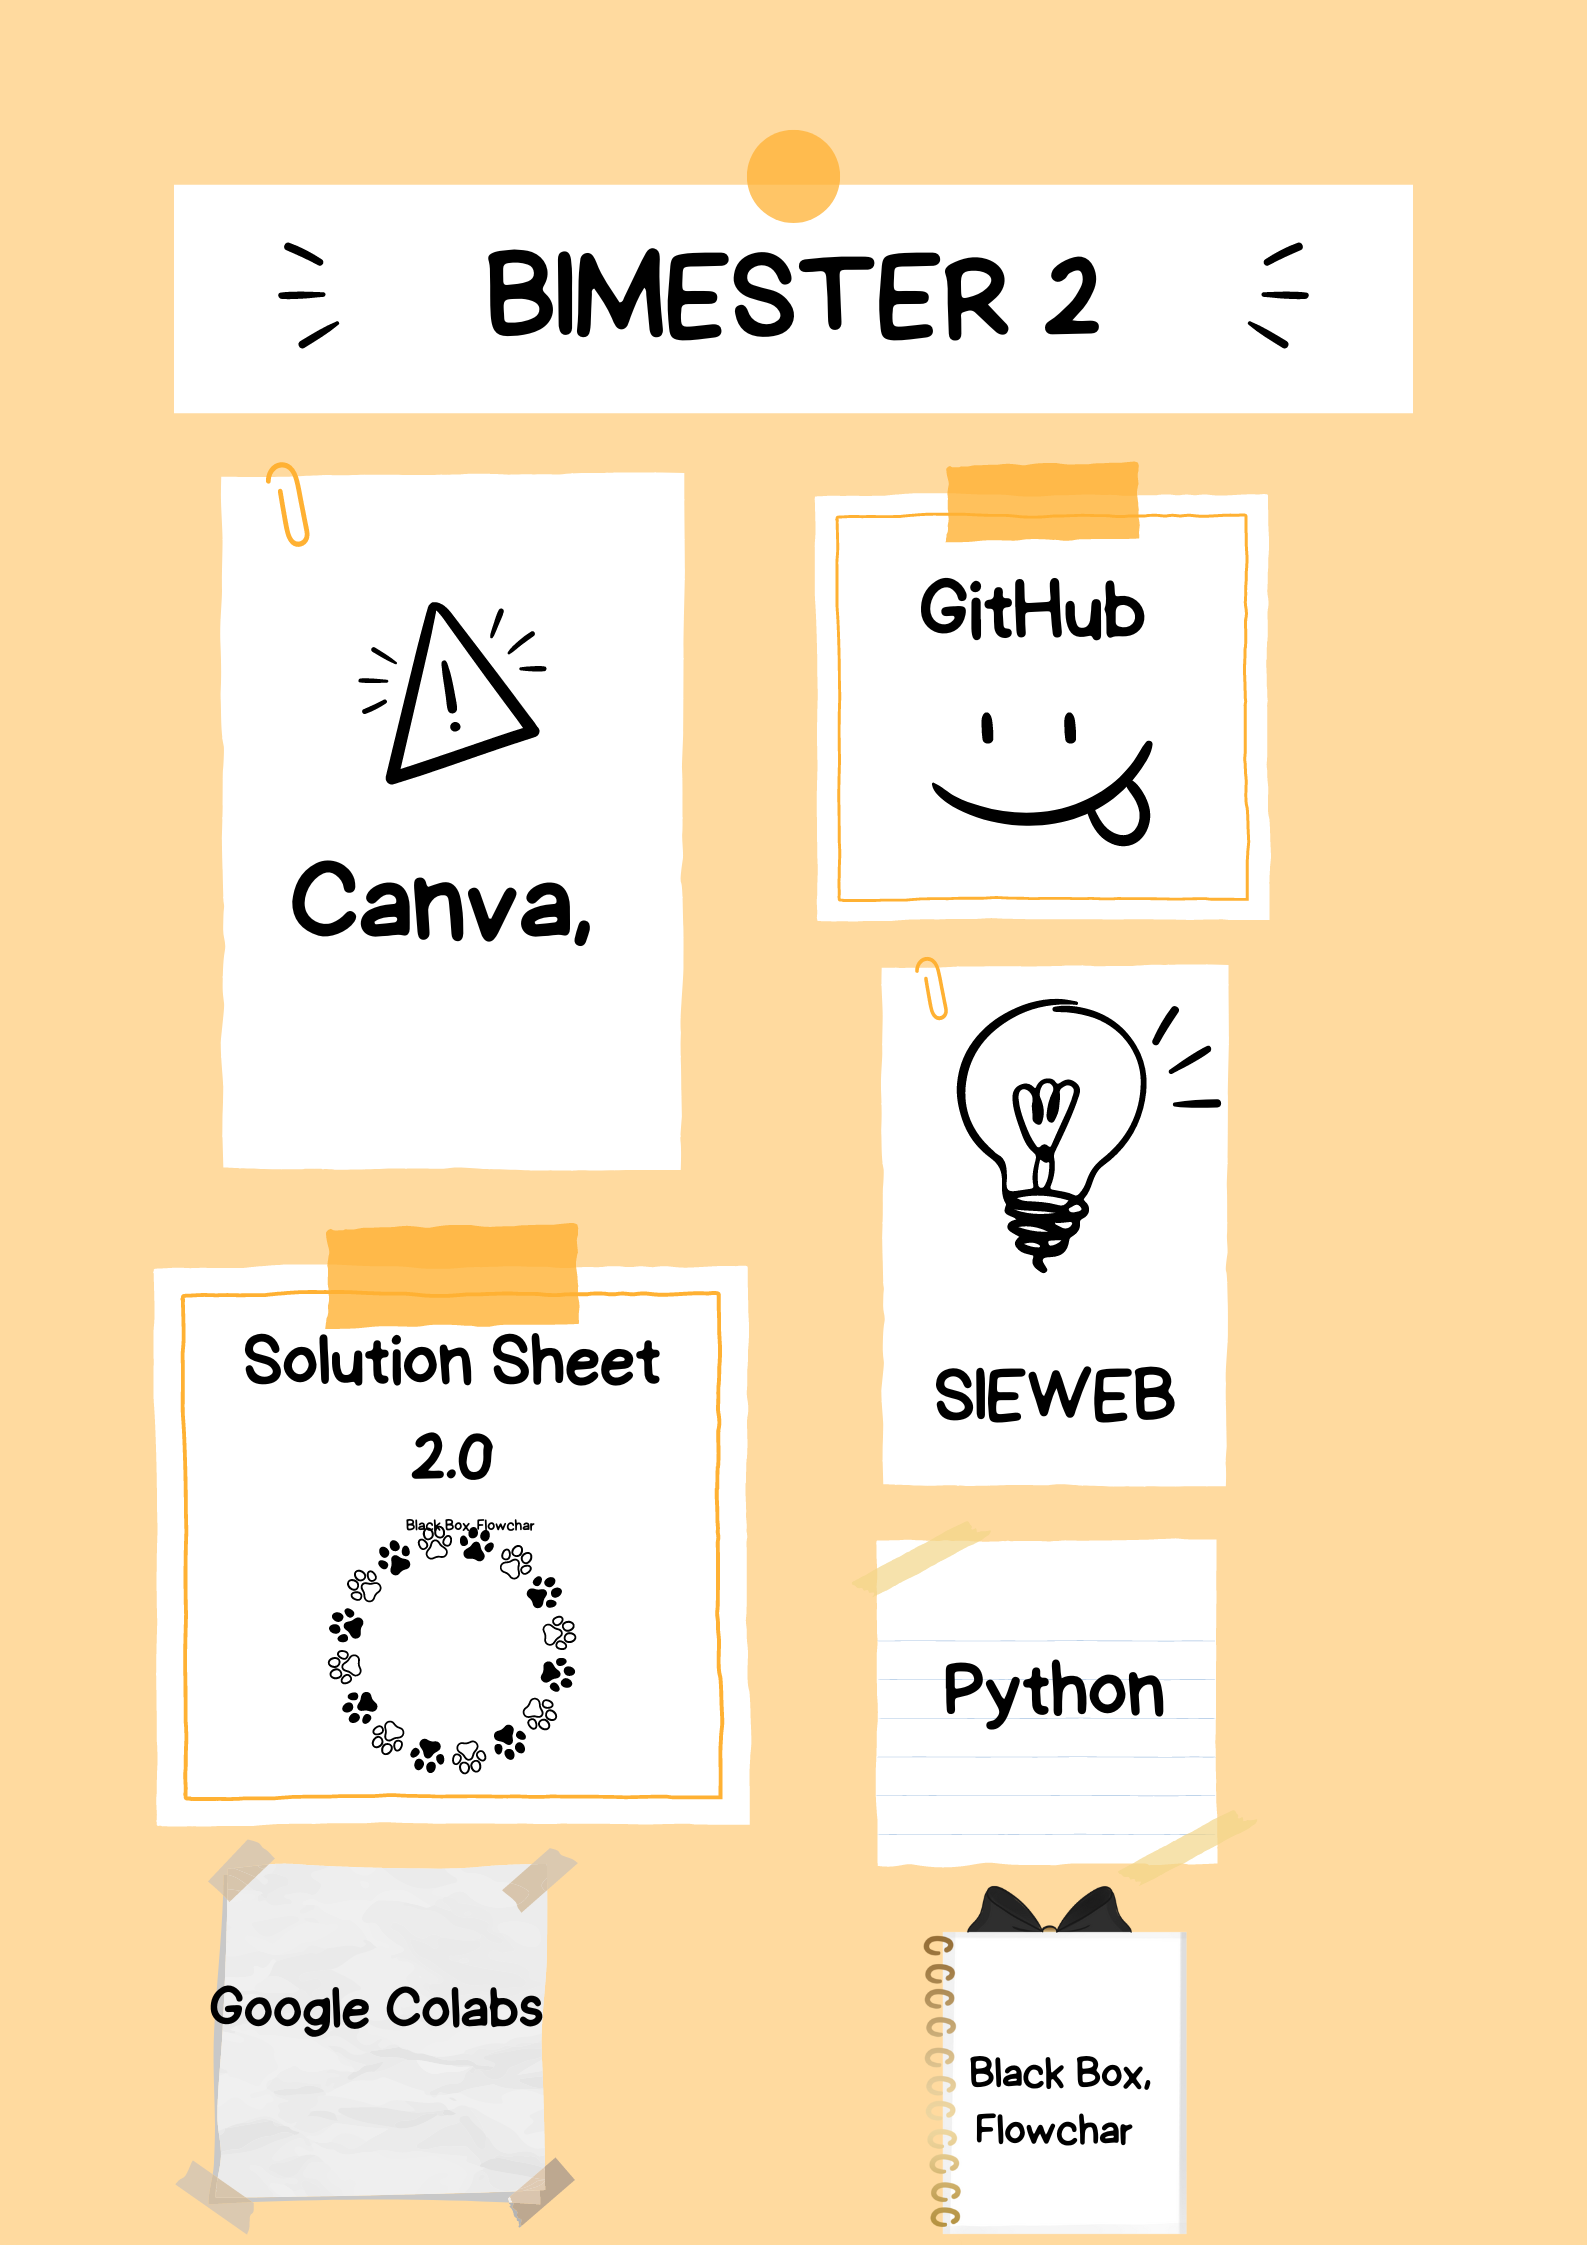 BIMESTER 2
Canva,
GitHub
SIEWEB
Solution Sheet
2.0
Black Box, Flowchar
Python
Google Colabs
Black Box,
Flowchar